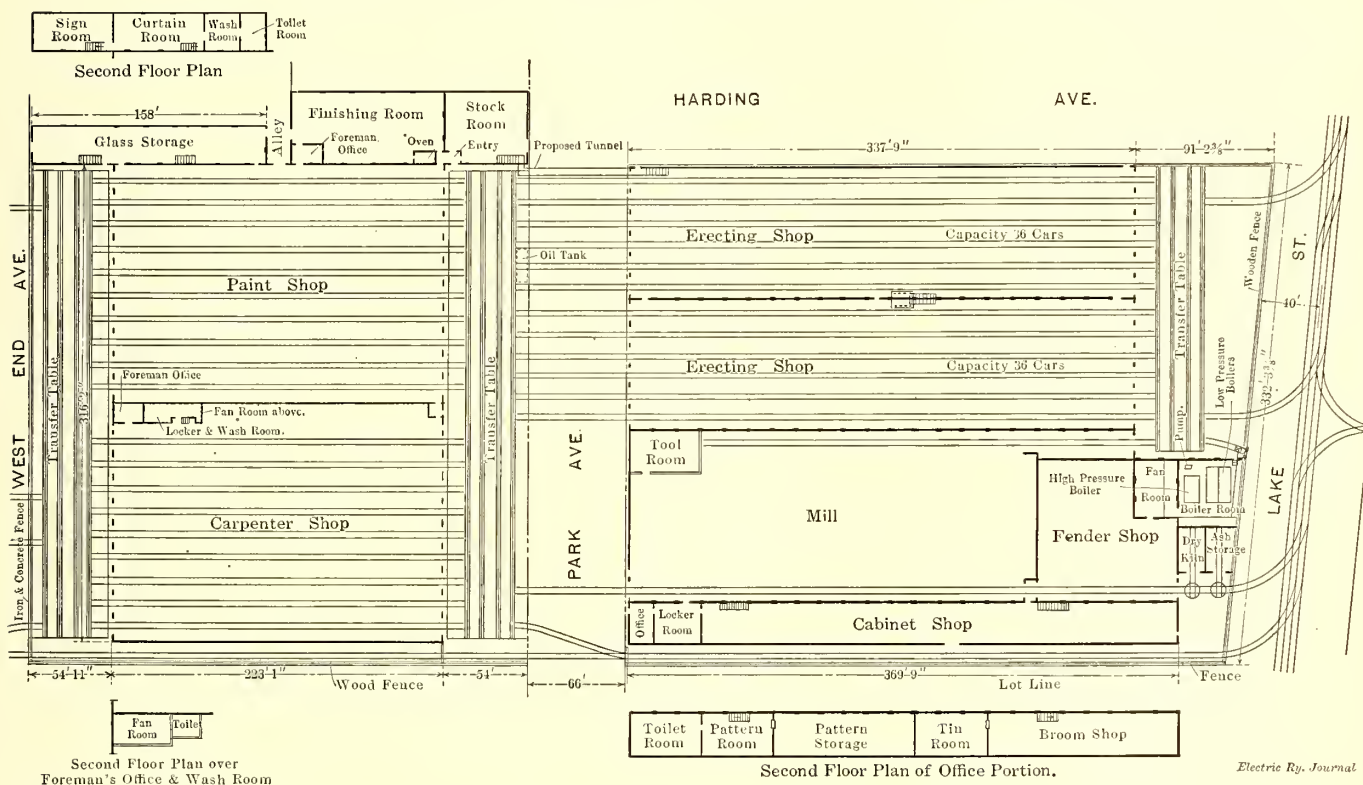 Sign Room
Curtain Room
Wash Room
Toilet Room
Second Floor Plan
HARDING AVE.
158'
Glass Storage
Alley
Finishing Room
Foreman Office
Oven
Stock Room
Entry
Proposed Tunnel
337'9"
91'2⅜"
WEST END AVE.
Transfer Table
316'2"
Paint Shop
Oil Tank
Erecting Shop
Capacity 36 Cars
Transfer Table
Wooden Fence
LAKE ST.
10'
332'3⅜"
Foreman Office
Fan Room above.
Locker & Wash Room.
Transfer Table
Erecting Shop
Capacity 36 Cars
Low Pressure Boilers
Pump.
PARK AVE.
Tool Room
Mill
High Pressure Boiler
Fan Room
Boiler Room
Fender Shop
Dry Kiln
Ash Storage
Carpenter Shop
Iron & Concrete Fence
Office
Locker Room
Cabinet Shop
54'11"
223'1"
51'
66'
369'9"
Wood Fence
Lot Line
Fence
Fan Room
Toilet
Second Floor Plan over
Foreman's Office & Wash Room
Toilet Room
Pattern Room
Pattern Storage
Tin Room
Broom Shop
Second Floor Plan of Office Portion.
Electric Ry. Journal